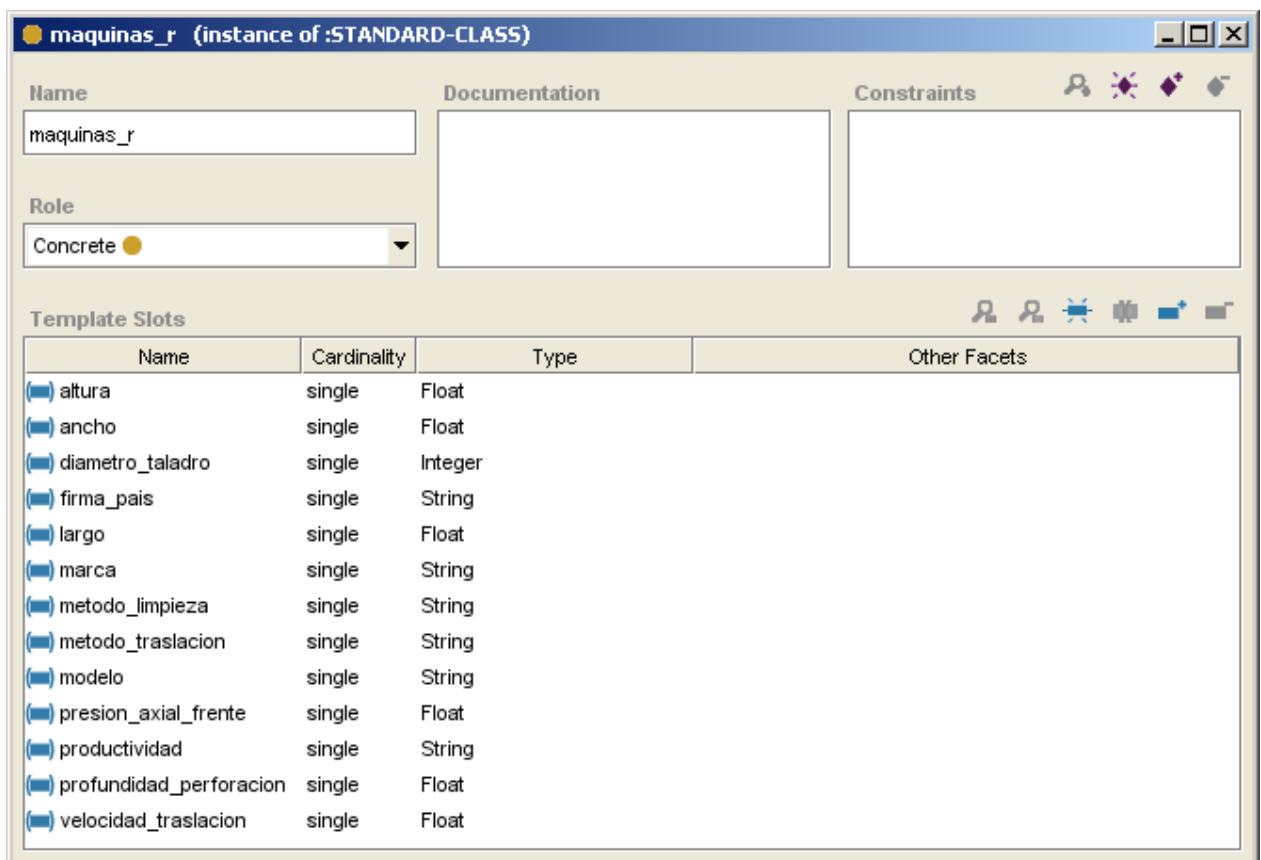 maquinas_r (instance of :STANDARD-CLASS)
Name Documentation Constraints
maquinas_r
Role
Concrete
Template Slots
Name Cardinality Type Other Facets
altura single Float
ancho single Float
diametro_taladro single Integer
firma_pais single String
largo single Float
marca single String
metodo_limpieza single String
metodo_traslacion single String
modelo single String
presion_axial_frente single Float
productividad single String
profundidad_perforacion single Float
velocidad_traslacion single Float